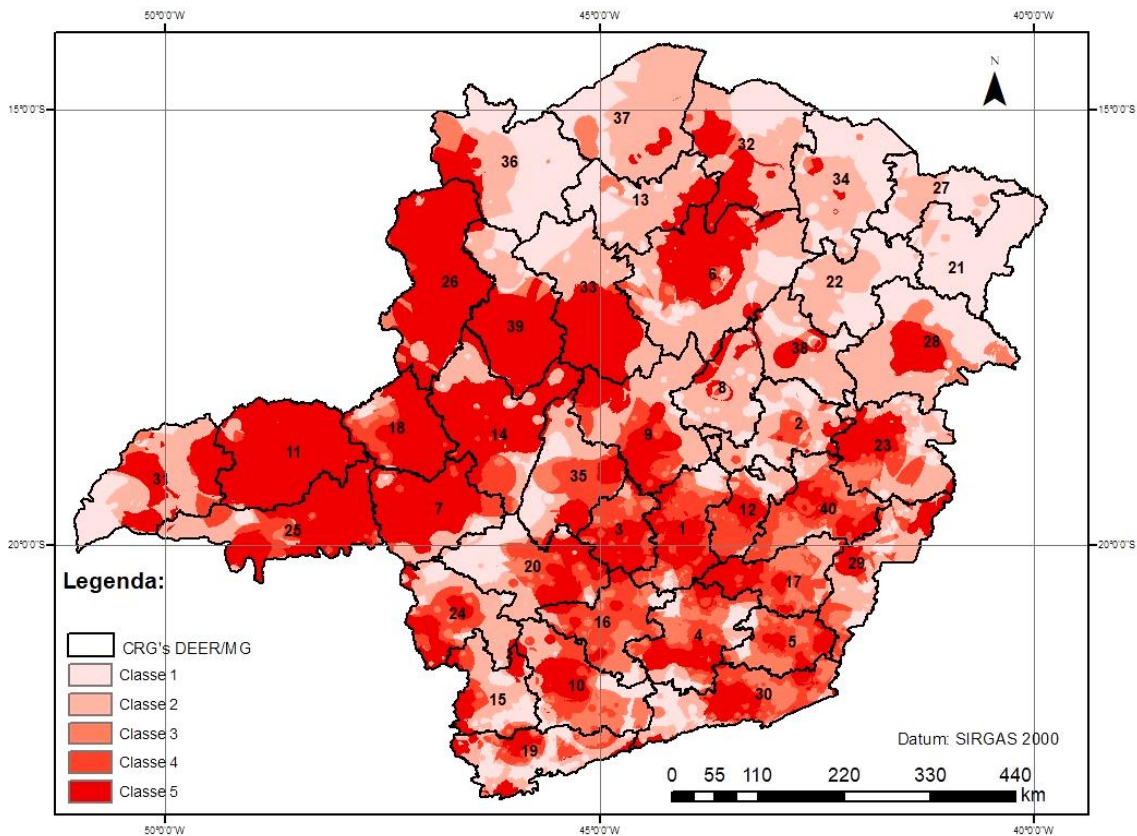 50°0'0"W 45°0'0"W 40°0'0"W
N
15°0'0"S 15°0'0"S
37
32
36
34
27
13
21
6
22
26
33
39
38
28
8
2
18
14
9
23
11
35
31
7
12
40
25
3
1
20°0'0"S 20°0'0"S
20
29
17
24
16
4
5
10
30
15
19
Legenda:
CRG's DEER/MG
Classe 1
Classe 2
Classe 3
Classe 4
Classe 5
Datum: SIRGAS 2000
0 55 110 220 330 440
km
50°0'0"W 45°0'0"W 40°0'0"W